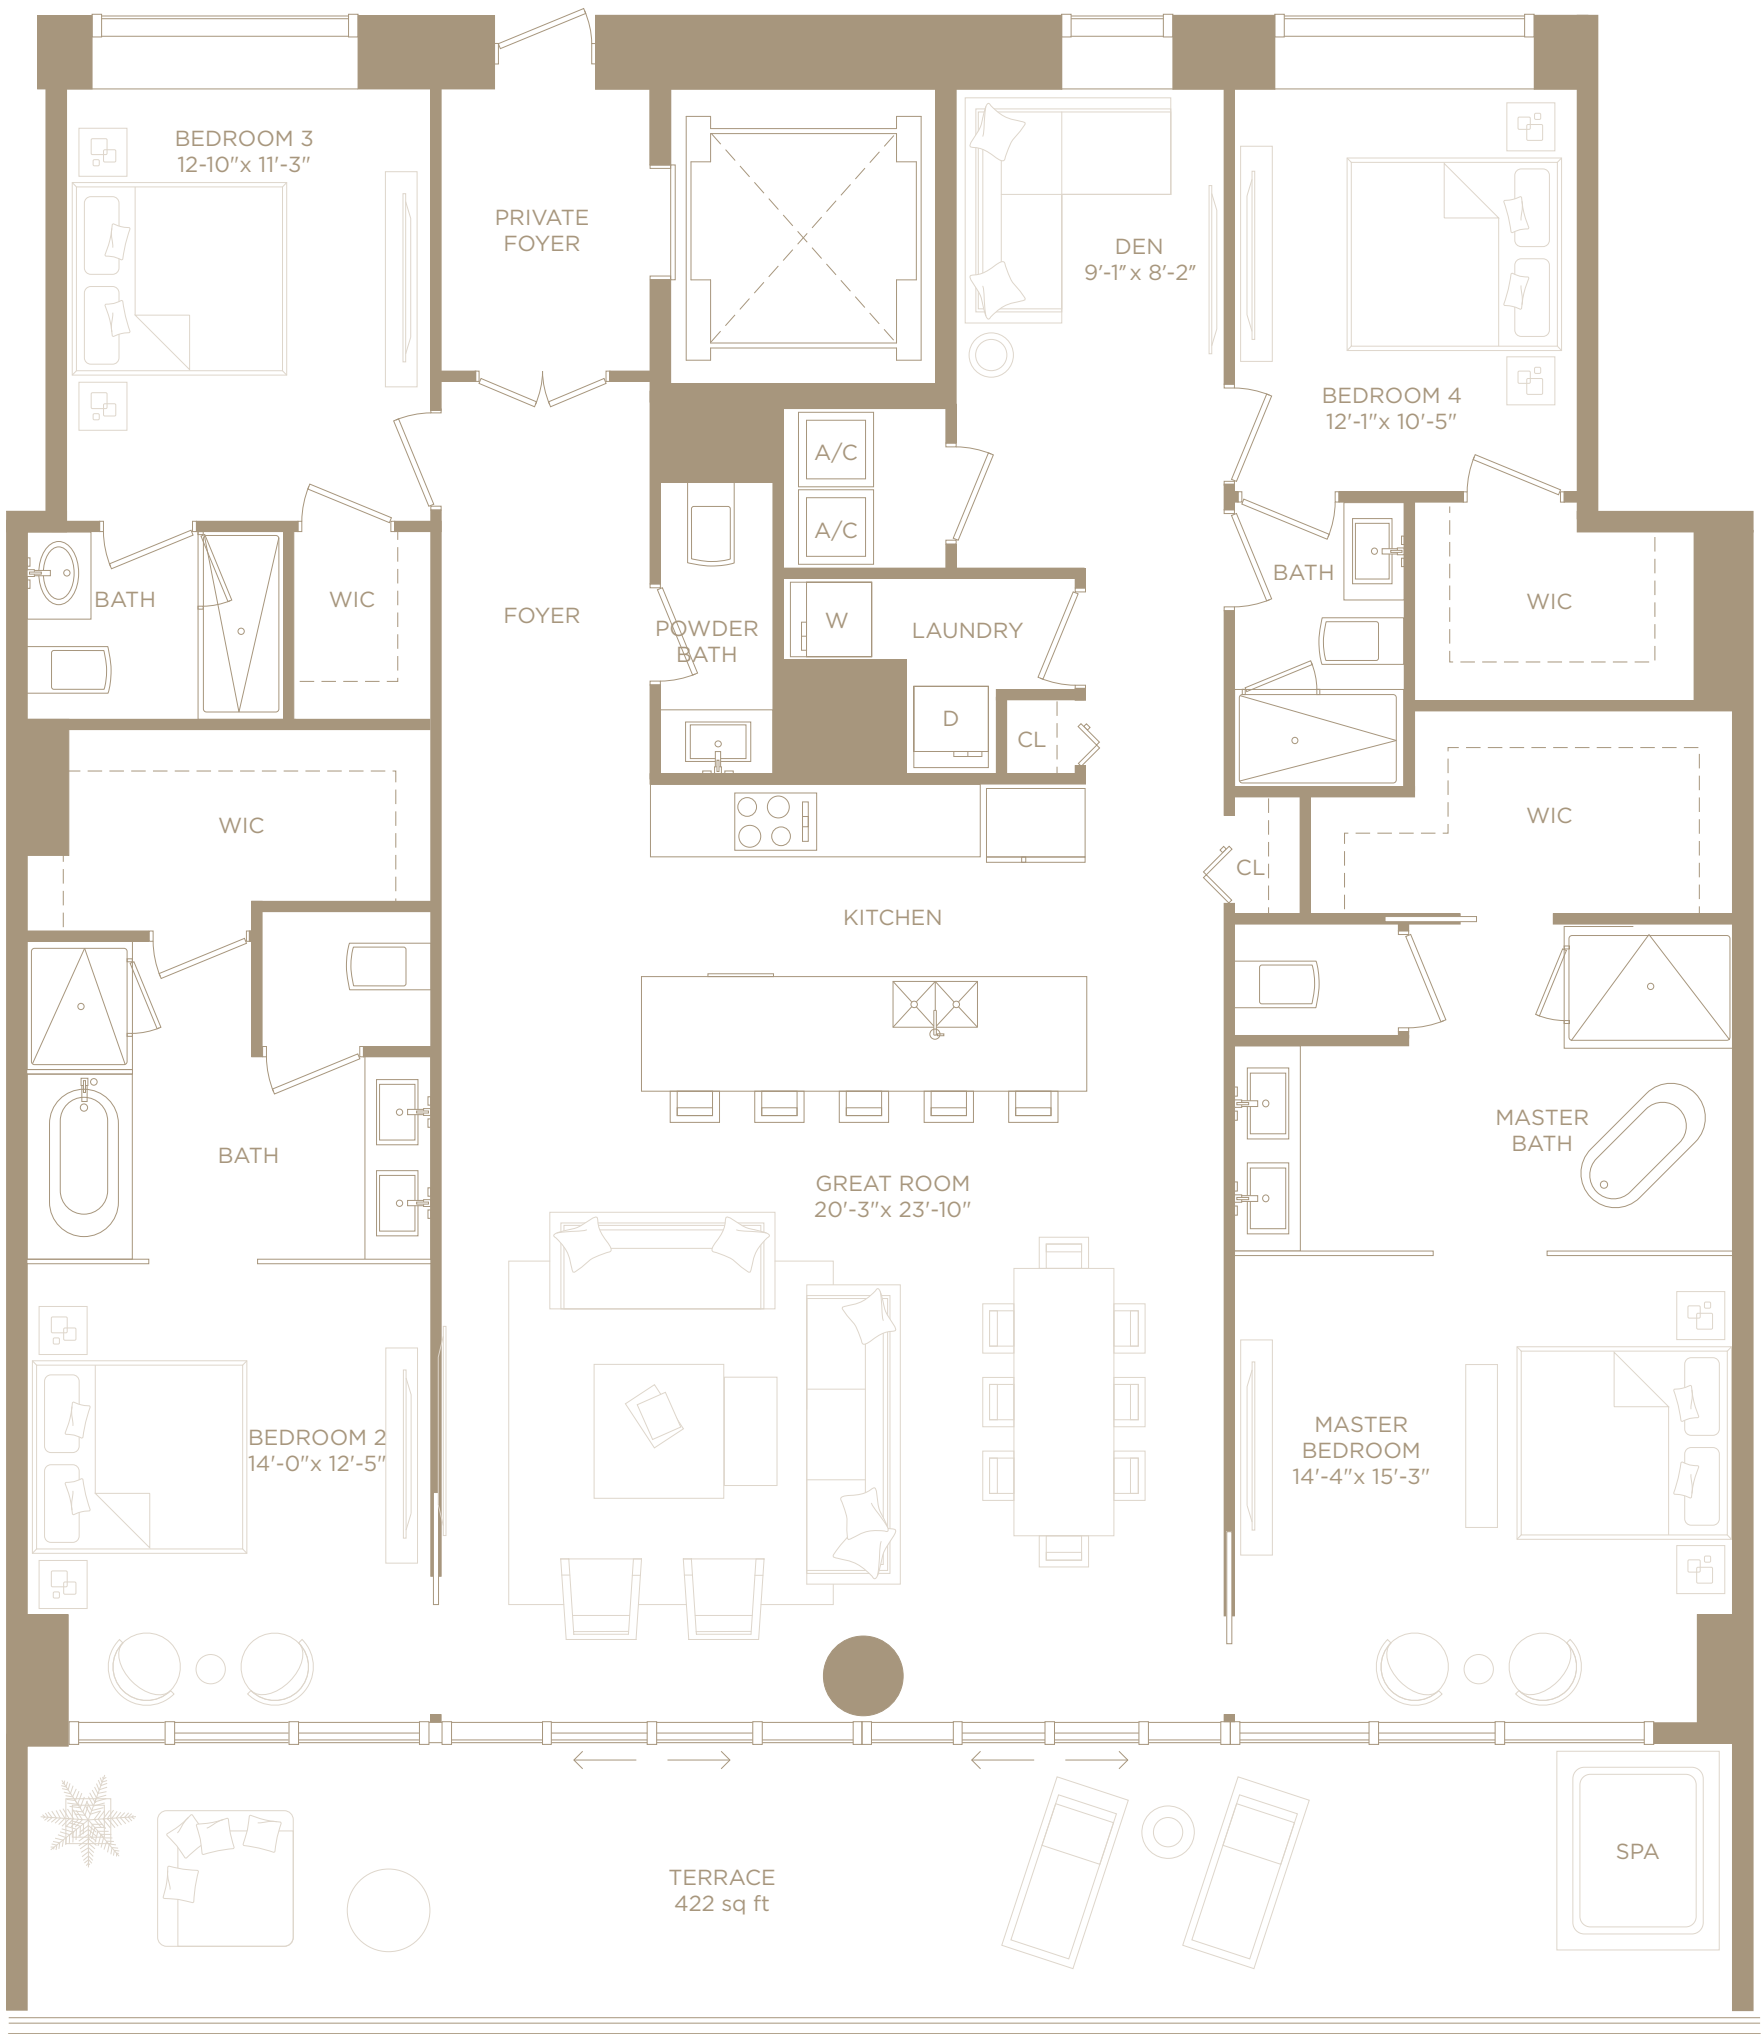 BEDROOM 3
12-10"x 11'-3"
PRIVATE
FOYER
DEN
9'-1"x 8'-2"
BEDROOM 4
12'-1"x 10'-5"
A/C
A/C
BATH
WIC
FOYER
POWDER
BATH
W
LAUNDRY
D
CL
BATH
WIC
WIC
KITCHEN
CL
WIC
BATH
GREAT ROOM
20'-3"x 23'-10"
MASTER
BATH
BEDROOM 2
14'-0"x 12'-5"
MASTER
BEDROOM
14'-4"x 15'-3"
TERRACE
422 sq ft
SPA